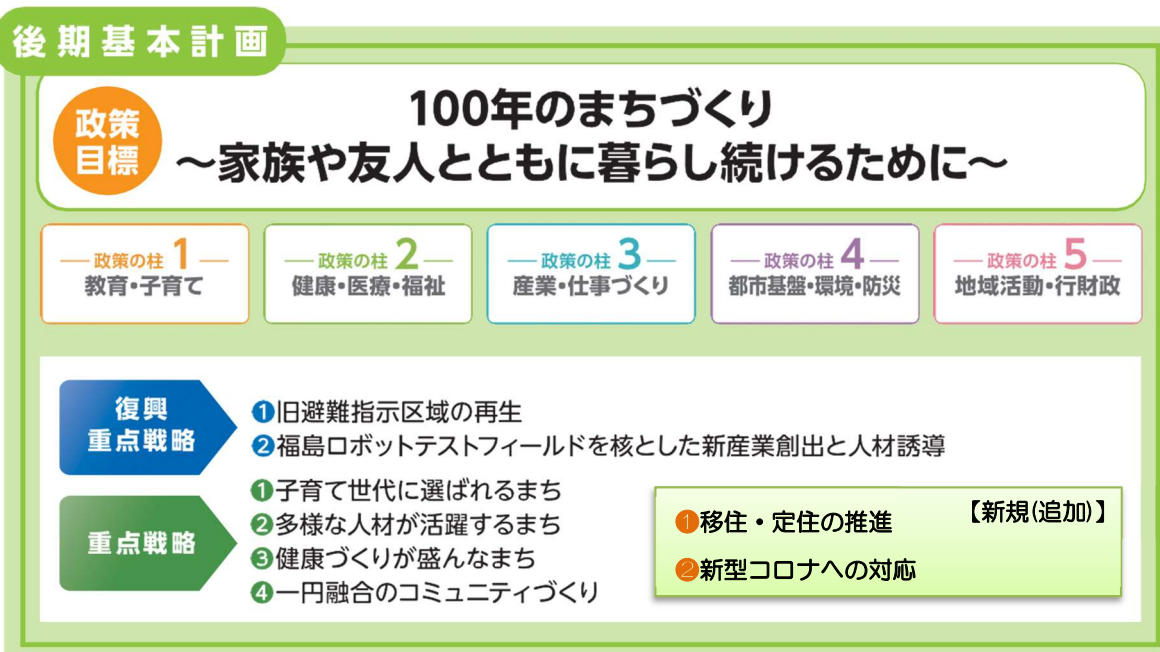 後期基本計画
政策
目標
100年のまちづくり
～家族や友人とともに暮らし続けるために～
政策の柱 1
教育・子育て
政策の柱 2
健康・医療・福祉
政策の柱 3
産業・仕事づくり
政策の柱 4
都市基盤・環境・防災
政策の柱 5
地域活動・行財政
復興
重点戦略
❶旧避難指示区域の再生
❷福島ロボットテストフィールドを核とした新産業創出と人材誘導
重点戦略
❶子育て世代に選ばれるまち
❷多様な人材が活躍するまち
❸健康づくりが盛んなまち
❹一円融合のコミュニティづくり
【新規(追加)】
❶移住・定住の推進
❷新型コロナへの対応